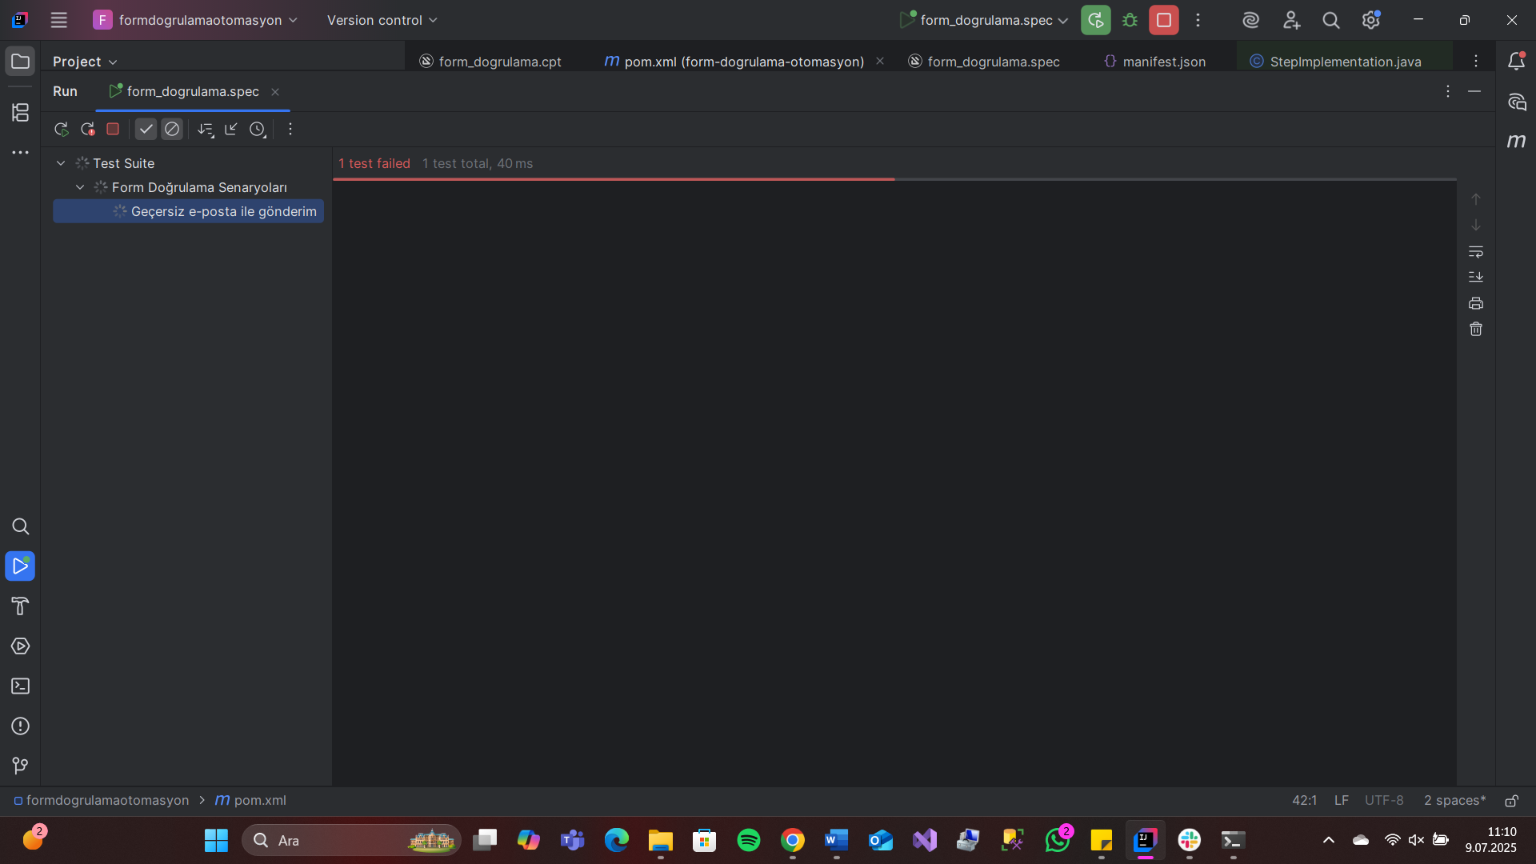 F formdogrulamaotomasyon Version control form_dogrulama.spec
Project form_dogrulama.cpt m pom.xml (form-dogrulama-otomasyon) form_dogrulama.spec {} manifest.json © StepImplementation.java
Run form_dogrulama.spec
Test Suite 1 test failed 1 test total, 40 ms
Form Doğrulama Senaryoları
Geçersiz e-posta ile gönderim
formdogrulamaotomasyon > m pom.xml 42:1 LF UTF-8 2 spaces*
2 Ara 2 11:10
9.07.2025